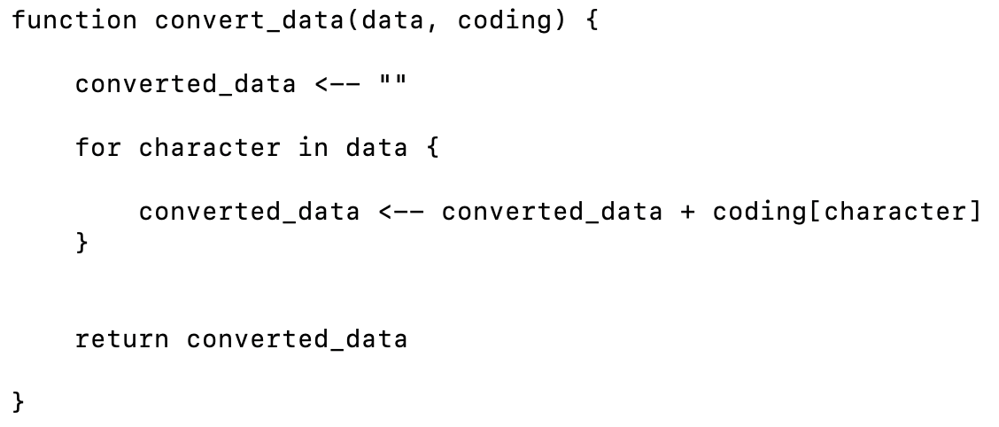 function convert_data(data, coding) {
converted_data <-- ""
for character in data {
converted_data <-- converted_data + coding[character]
}
return converted_data
}